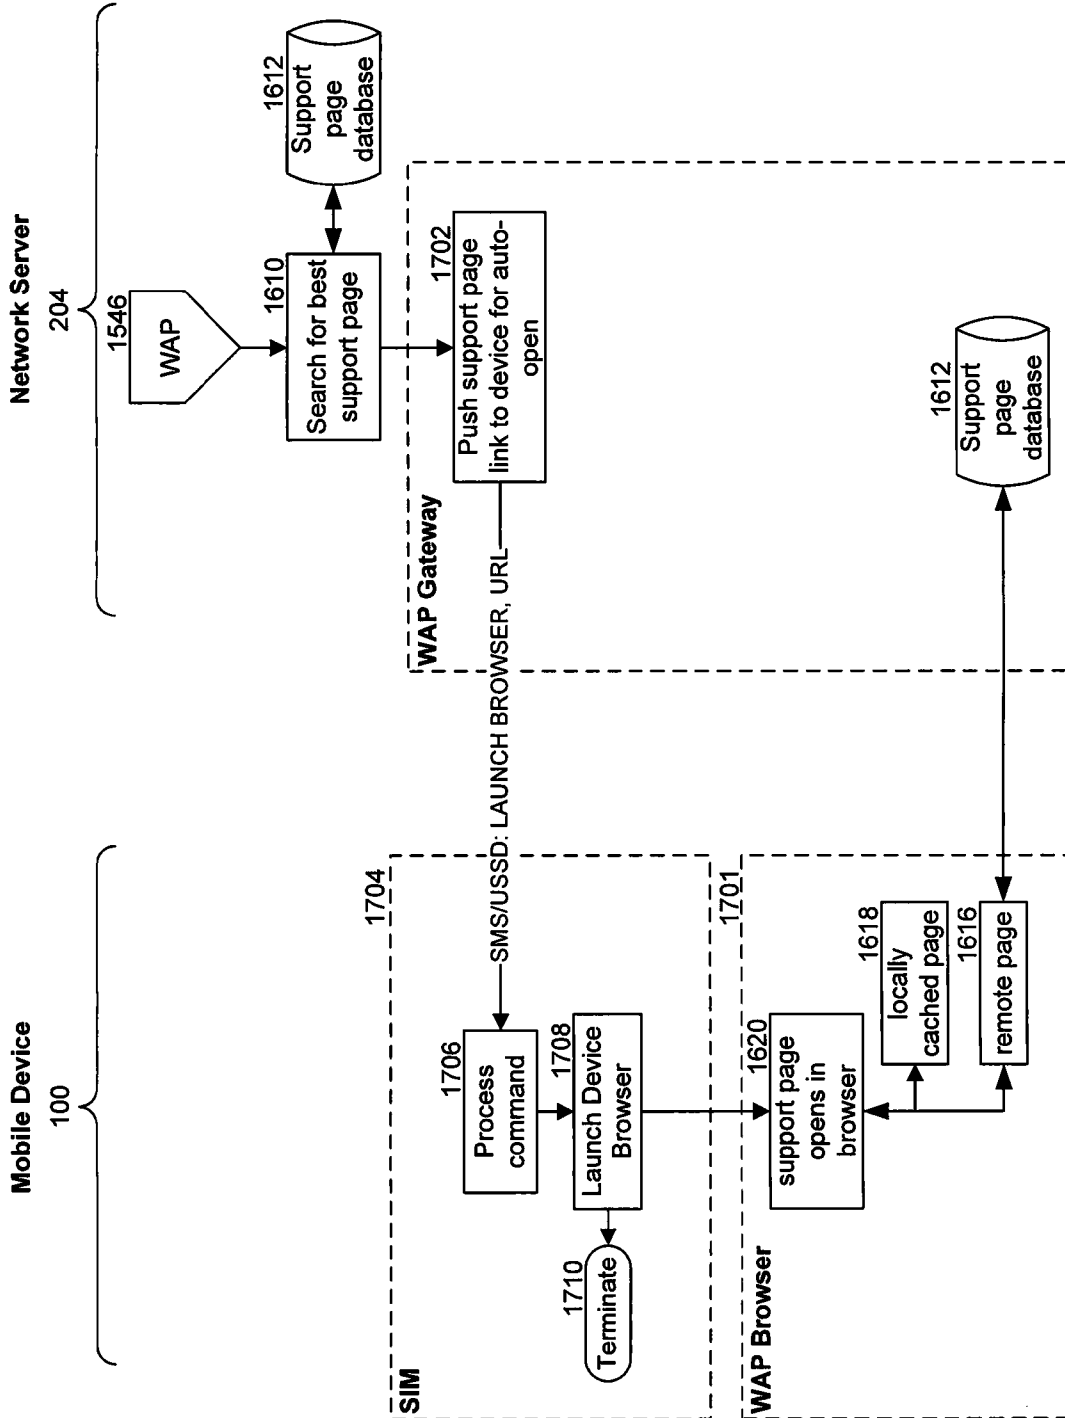 Mobile Device
100
Network Server
204
1546
WAP
1610
Search for best
support page
1612
Support
page
database
WAP Gateway
1702
Push support page
link to device for auto-
open
SMS/USSD: LAUNCH BROWSER, URL
SIM
1704
1706
Process
command
1708
Launch Device
Browser
1710
Terminate
WAP Browser
1701
1620
support page
opens in
browser
1618
locally
cached page
1616
remote page
1612
Support
page
database